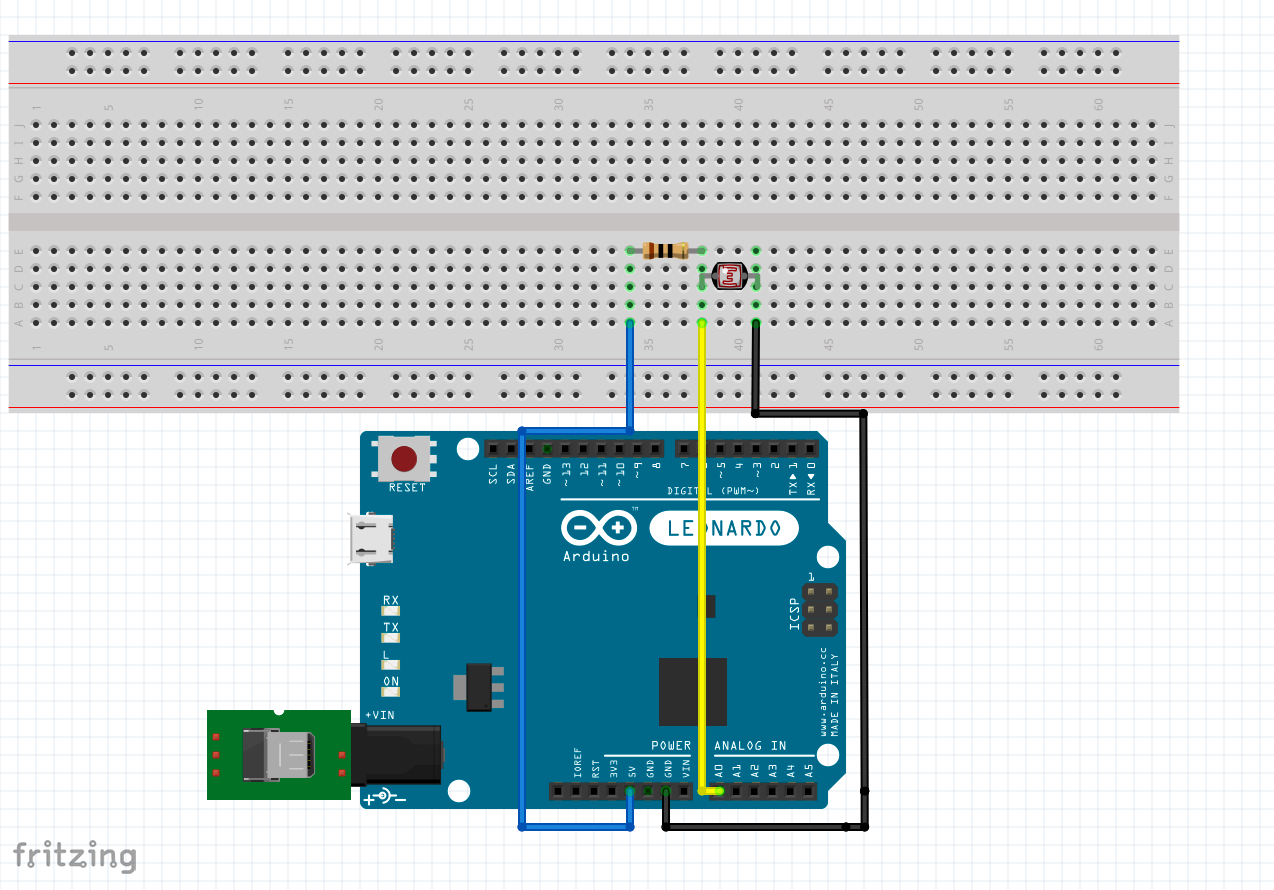 1 5 10 15 20 25 30 35 40 45 50 55 60
J J
I I
H H
G G
F F
E E
D D
C C
B B
A A
1 5 10 15 20 25 30 35 40 45 50 55 60
RESET
SCL SDA AREF GND ~13 12 ~11 ~10 ~9 8 7 ~5 4 ~3 2 TX▶1 RX◀0
DIGITAL (PWM~)
TM
LEONARDO
Arduino
1
ICSP
RX
TX
L
ON
www.arduino.cc
MADE IN ITALY
+VIN
POWER ANALOG IN
IOREF RST 3V3 5V GND GND VIN A0 A1 A2 A3 A4 A5
+ −
fritzing